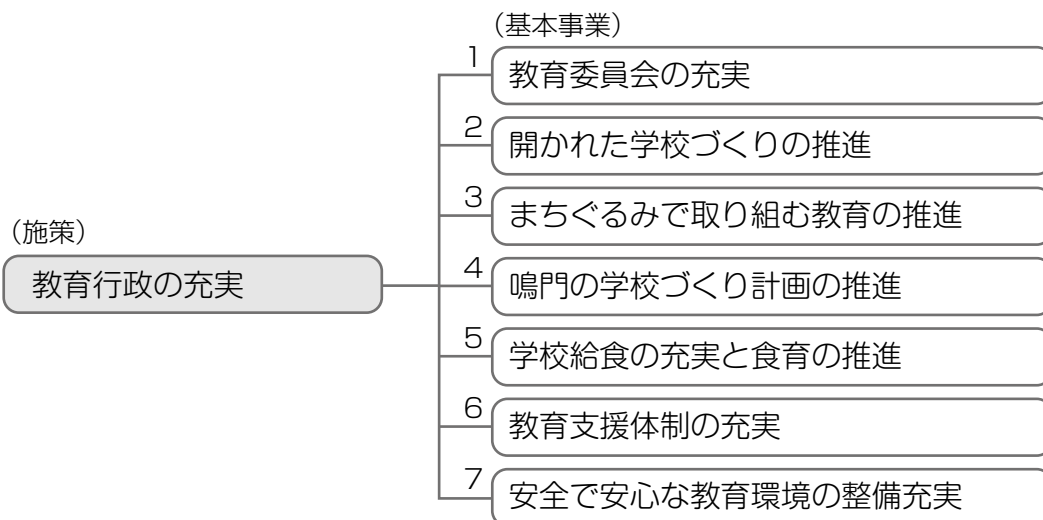 （基本事業）
1 教育委員会の充実
2 開かれた学校づくりの推進
3 まちぐるみで取り組む教育の推進
（施策）
教育行政の充実
4 鳴門の学校づくり計画の推進
5 学校給食の充実と食育の推進
6 教育支援体制の充実
7 安全で安心な教育環境の整備充実